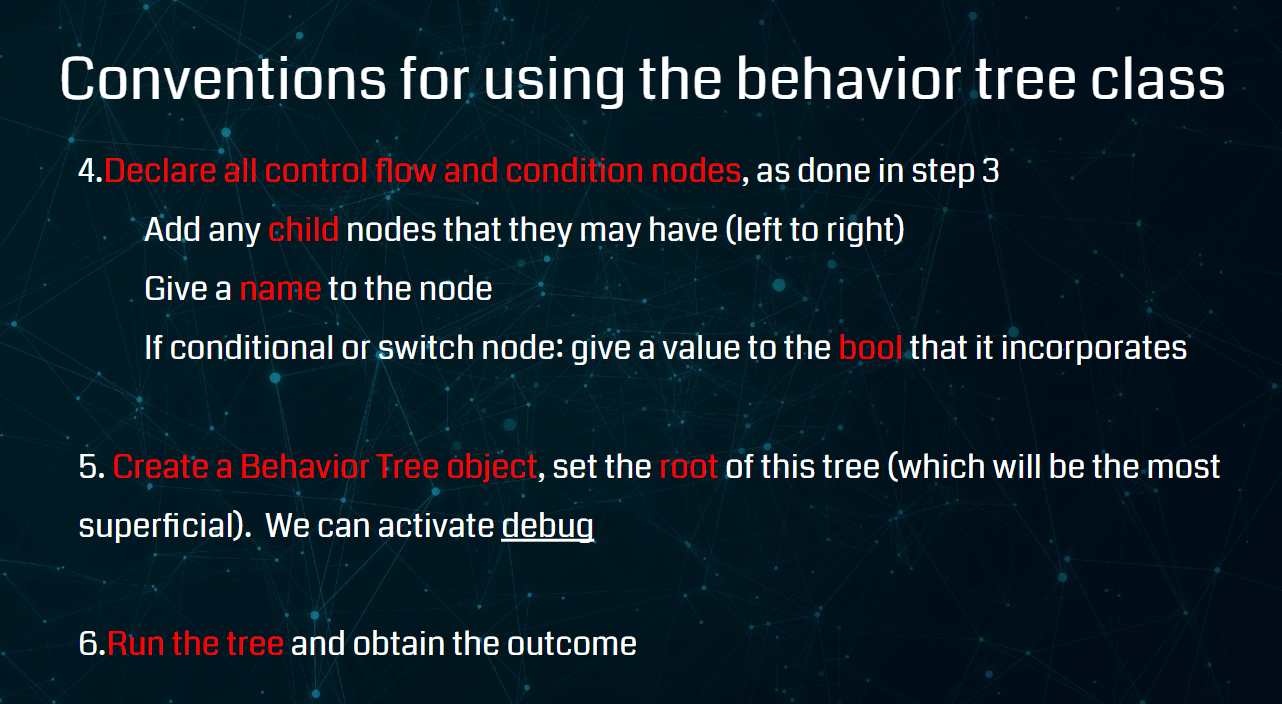 Conventions for using the behavior tree class
4.Declare all control flow and condition nodes, as done in step 3
Add any child nodes that they may have (left to right)
Give a name to the node
If conditional or switch node: give a value to the bool that it incorporates
5. Create a Behavior Tree object, set the root of this tree (which will be the most
superficial). We can activate debug
6.Run the tree and obtain the outcome